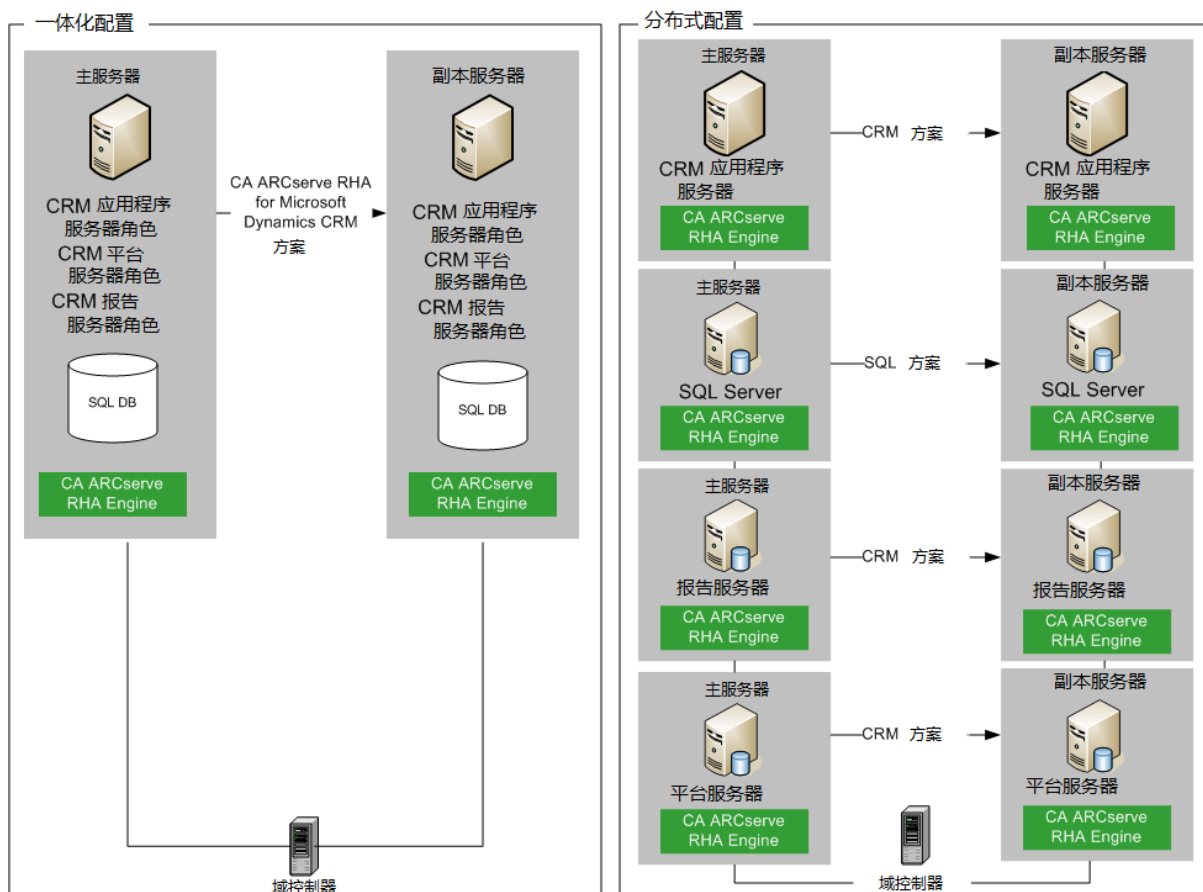 一体化配置
主服务器
CRM 应用程序
服务器角色
CRM 平台
服务器角色
CRM 报告
服务器角色
SQL DB
CA ARCserve
RHA Engine
CA ARCserve RHA
for Microsoft
Dynamics CRM
方案
副本服务器
CRM 应用程序
服务器角色
CRM 平台
服务器角色
CRM 报告
服务器角色
SQL DB
CA ARCserve
RHA Engine
域控制器
分布式配置
主服务器
CRM 应用程序
服务器
CA ARCserve
RHA Engine
CRM 方案
副本服务器
CRM 应用程序
服务器
CA ARCserve
RHA Engine
主服务器
SQL Server
CA ARCserve
RHA Engine
SQL 方案
副本服务器
SQL Server
CA ARCserve
RHA Engine
主服务器
报告服务器
CA ARCserve
RHA Engine
CRM 方案
副本服务器
报告服务器
CA ARCserve
RHA Engine
主服务器
平台服务器
CA ARCserve
RHA Engine
CRM 方案
副本服务器
平台服务器
CA ARCserve
RHA Engine
域控制器